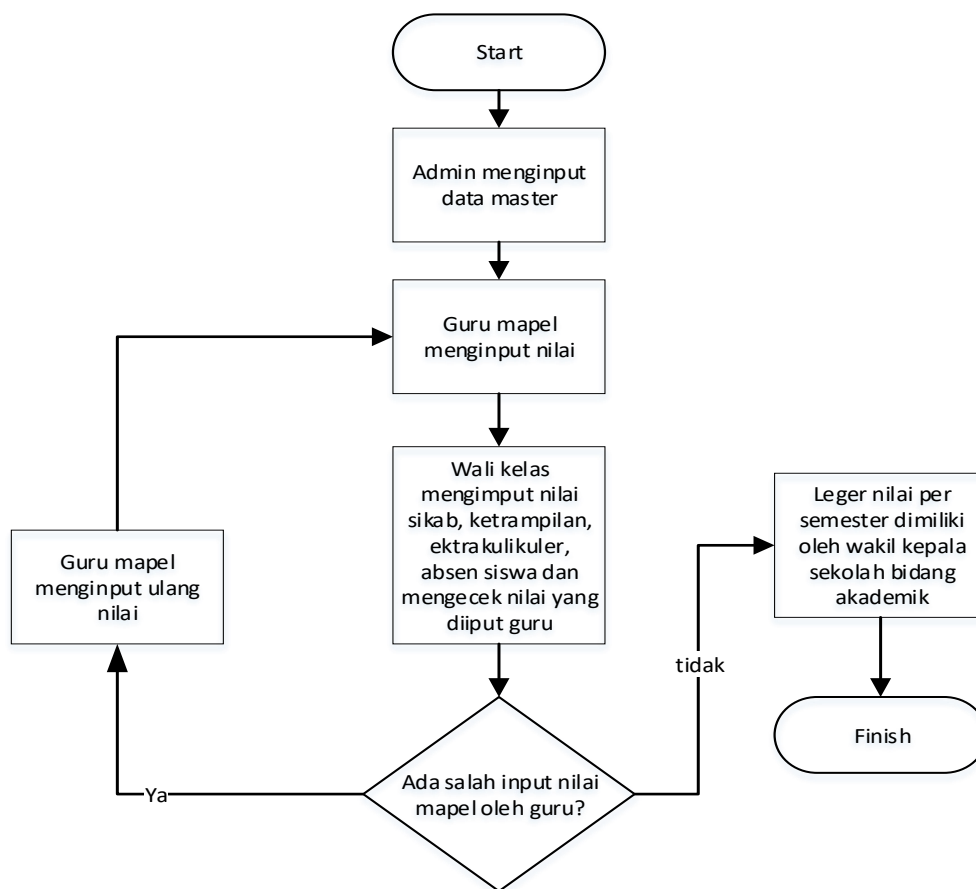 Start
Admin menginput
data master
Guru mapel
menginput nilai
Wali kelas
mengimput nilai
sikab, ketrampilan,
ektrakulikuler,
absen siswa dan
mengecek nilai yang
diiput guru
Guru mapel
menginput ulang
nilai
Leger nilai per
semester dimiliki
oleh wakil kepala
sekolah bidang
akademik
tidak
Finish
Ada salah input nilai
mapel oleh guru?
Ya